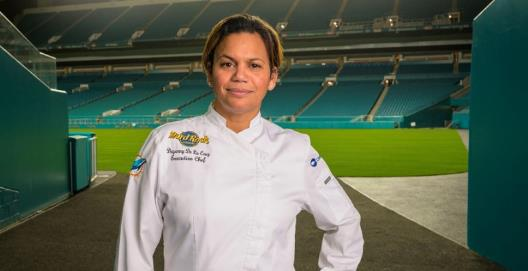 Hard Rock
Dayanny De La Cruz
Executive Chef